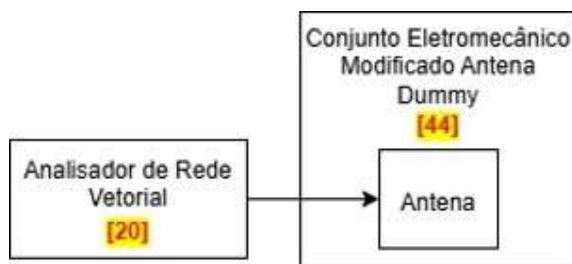 Conjunto Eletromecânico
Modificado Antena
Dummy
[44]
Analisador de Rede
Vetorial
[20]
Antena